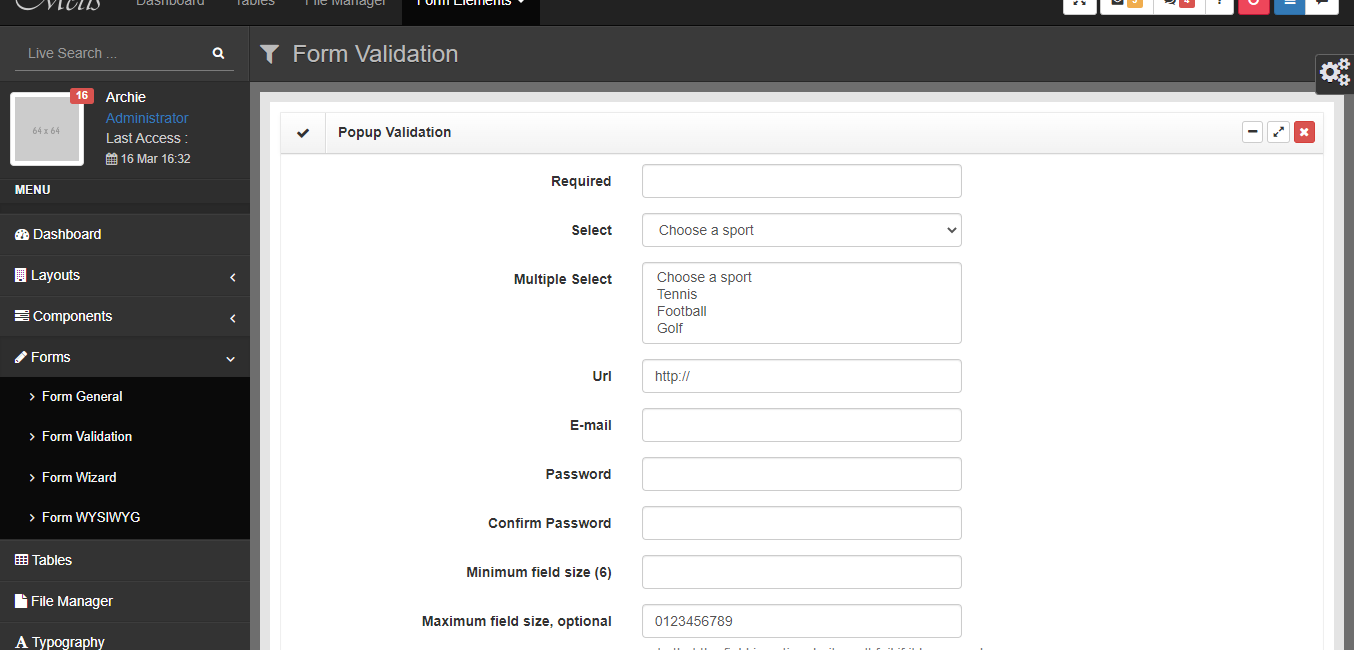 Metis Dashboard Tables File Manager Form Elements 5 4
Live Search ...
Form Validation
16
64 x 64
Archie
Administrator
Last Access :
16 Mar 16:32
MENU
Dashboard
Layouts
Components
Forms
Form General
Form Validation
Form Wizard
Form WYSIWYG
Tables
File Manager
Typography
Popup Validation
Required
Select Choose a sport
Multiple Select Choose a sport
Tennis
Football
Golf
Url http://
E-mail
Password
Confirm Password
Minimum field size (6)
Maximum field size, optional 0123456789